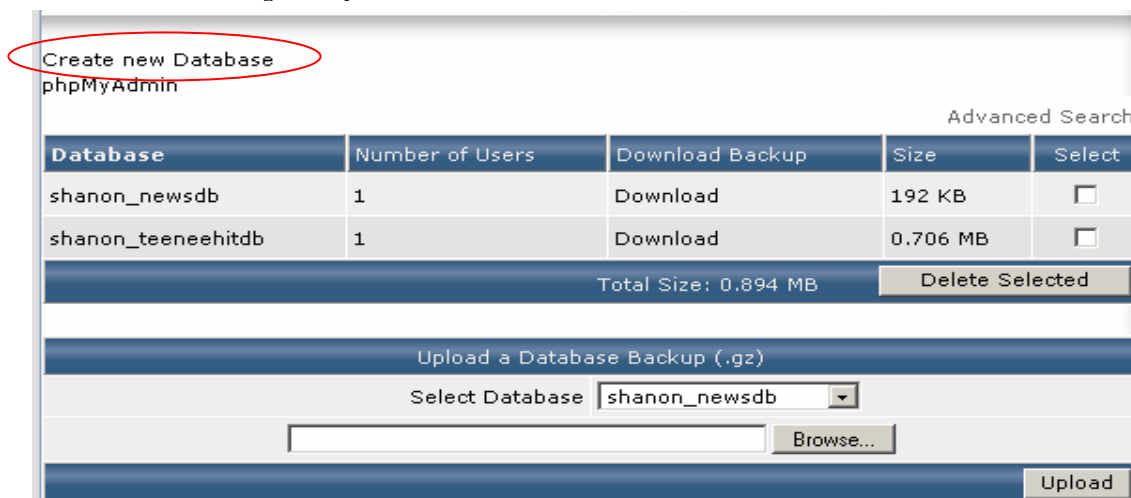 Create new Database
phpMyAdmin
Advanced Search
Database Number of Users Download Backup Size Select
shanon_newsdb 1 Download 192 KB
shanon_teeneehitdb 1 Download 0.706 MB
Total Size: 0.894 MB Delete Selected
Upload a Database Backup (.gz)
Select Database shanon_newsdb
Browse...
Upload